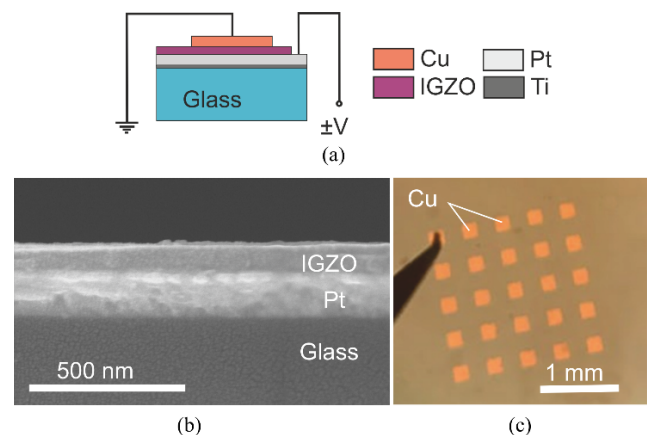 Cu
Pt
IGZO
Ti
Glass
±V
(a)
IGZO
Pt
Glass
500 nm
(b)
Cu
1 mm
(c)